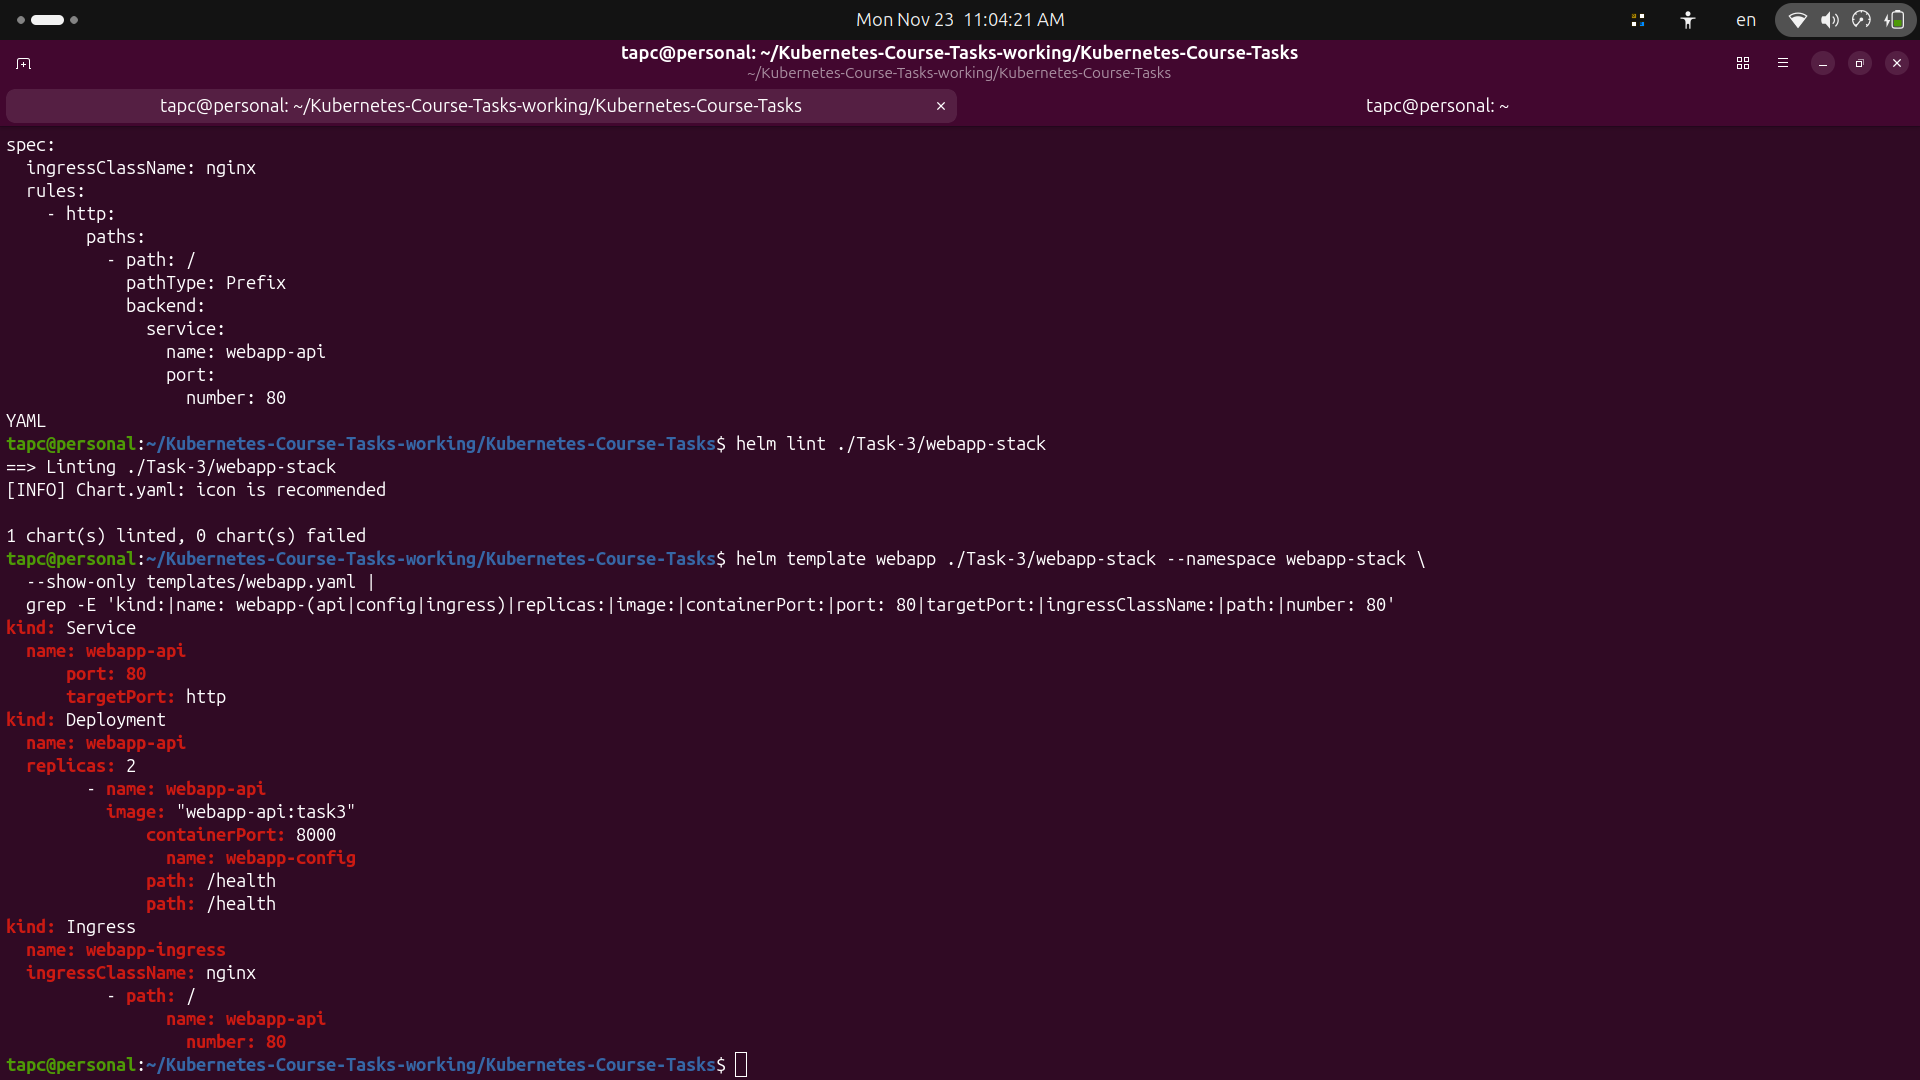 Mon Nov 23  11:04:21 AM
en
tapc@personal: ~/Kubernetes-Course-Tasks-working/Kubernetes-Course-Tasks
~/Kubernetes-Course-Tasks-working/Kubernetes-Course-Tasks
tapc@personal: ~/Kubernetes-Course-Tasks-working/Kubernetes-Course-Tasks
tapc@personal: ~
spec:
  ingressClassName: nginx
  rules:
    - http:
        paths:
          - path: /
            pathType: Prefix
            backend:
              service:
                name: webapp-api
                port:
                  number: 80
YAML
tapc@personal:~/Kubernetes-Course-Tasks-working/Kubernetes-Course-Tasks$ helm lint ./Task-3/webapp-stack
==> Linting ./Task-3/webapp-stack
[INFO] Chart.yaml: icon is recommended

1 chart(s) linted, 0 chart(s) failed
tapc@personal:~/Kubernetes-Course-Tasks-working/Kubernetes-Course-Tasks$ helm template webapp ./Task-3/webapp-stack --namespace webapp-stack \
  --show-only templates/webapp.yaml |
  grep -E 'kind:|name: webapp-(api|config|ingress)|replicas:|image:|containerPort:|port: 80|targetPort:|ingressClassName:|path:|number: 80'
kind: Service
  name: webapp-api
      port: 80
      targetPort: http
kind: Deployment
  name: webapp-api
  replicas: 2
        - name: webapp-api
          image: "webapp-api:task3"
              containerPort: 8000
                name: webapp-config
              path: /health
              path: /health
kind: Ingress
  name: webapp-ingress
  ingressClassName: nginx
          - path: /
                name: webapp-api
                  number: 80
tapc@personal:~/Kubernetes-Course-Tasks-working/Kubernetes-Course-Tasks$